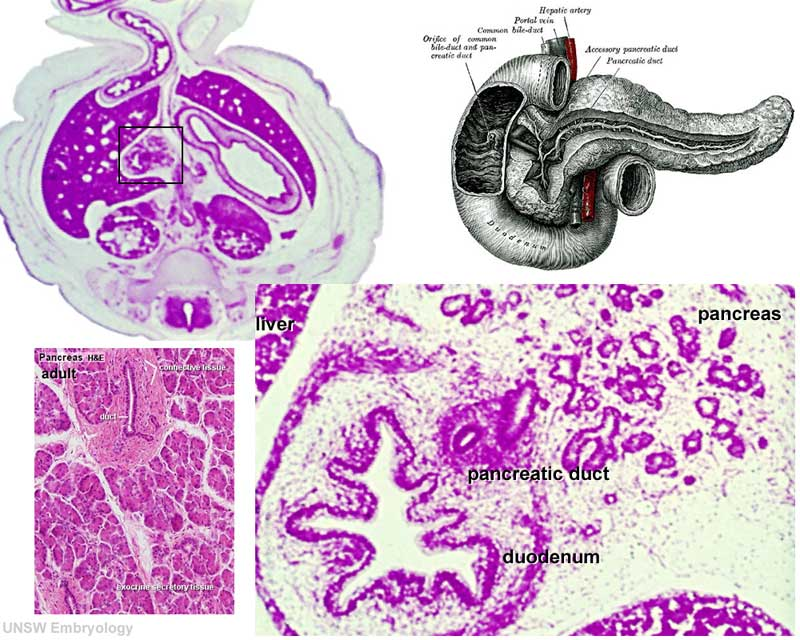 Hepatic artery
Portal vein
Common bile-duct
Orifice of common
bile-duct and pan-
creatic duct
Accessory pancreatic duct
Pancreatic duct
Duodenum
liver
pancreas
pancreatic duct
duodenum
Pancreas H&E
adult
connective tissue
duct
exocrine secretory tissue
UNSW Embryology